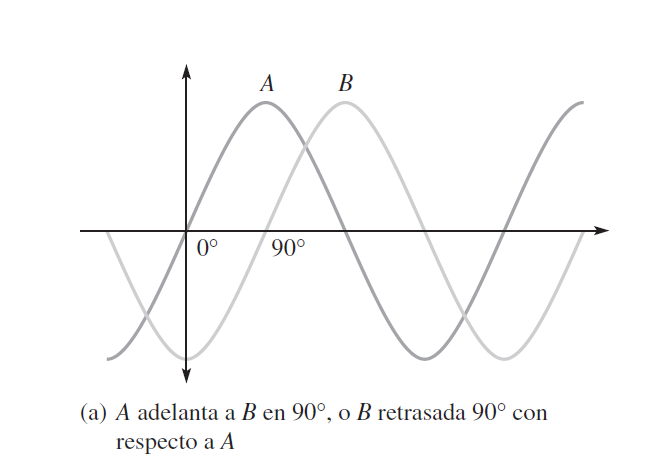 A B
0° 90°
(a) A adelanta a B en 90°, o B retrasada 90° con
respecto a A